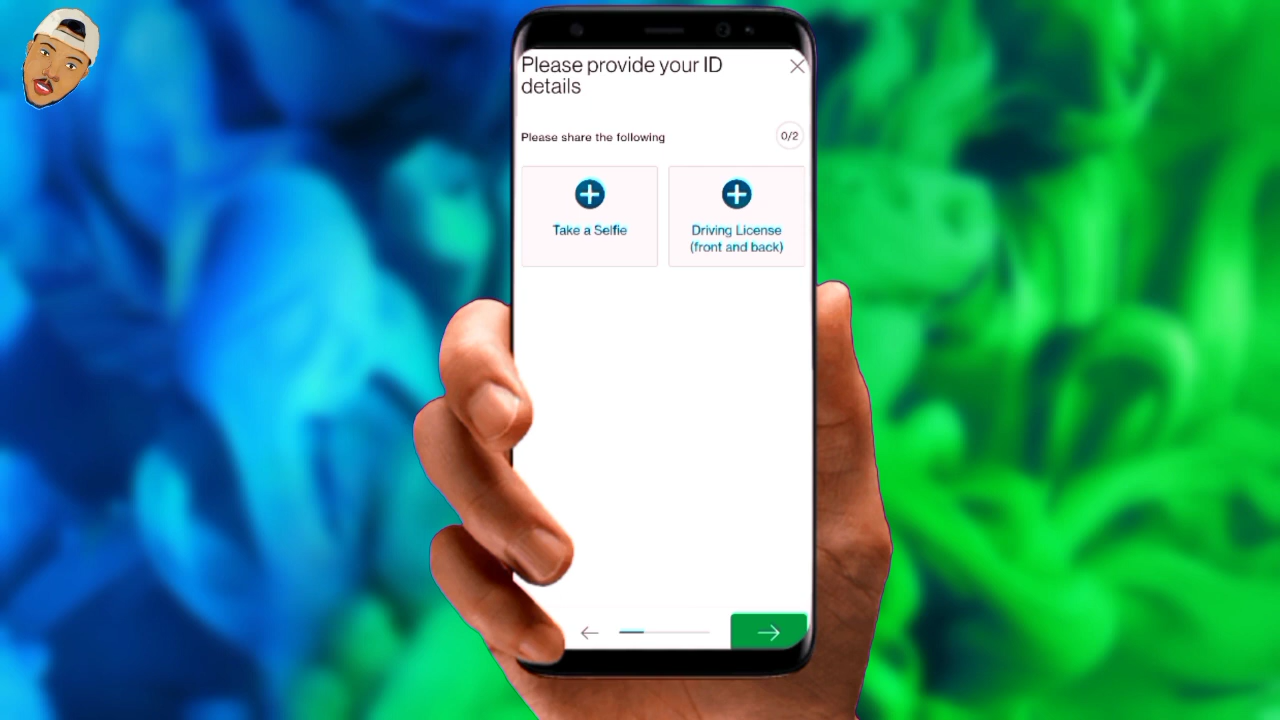 Please provide your ID
details
Please share the following
0/2
Take a Selfie
Driving License
(front and back)